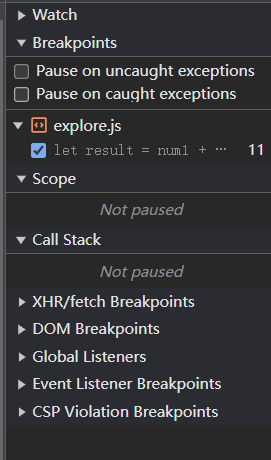 Watch
Breakpoints
Pause on uncaught exceptions
Pause on caught exceptions
explore.js
let result = num1 + ⋯ 11
Scope
Not paused
Call Stack
Not paused
XHR/fetch Breakpoints
DOM Breakpoints
Global Listeners
Event Listener Breakpoints
CSP Violation Breakpoints